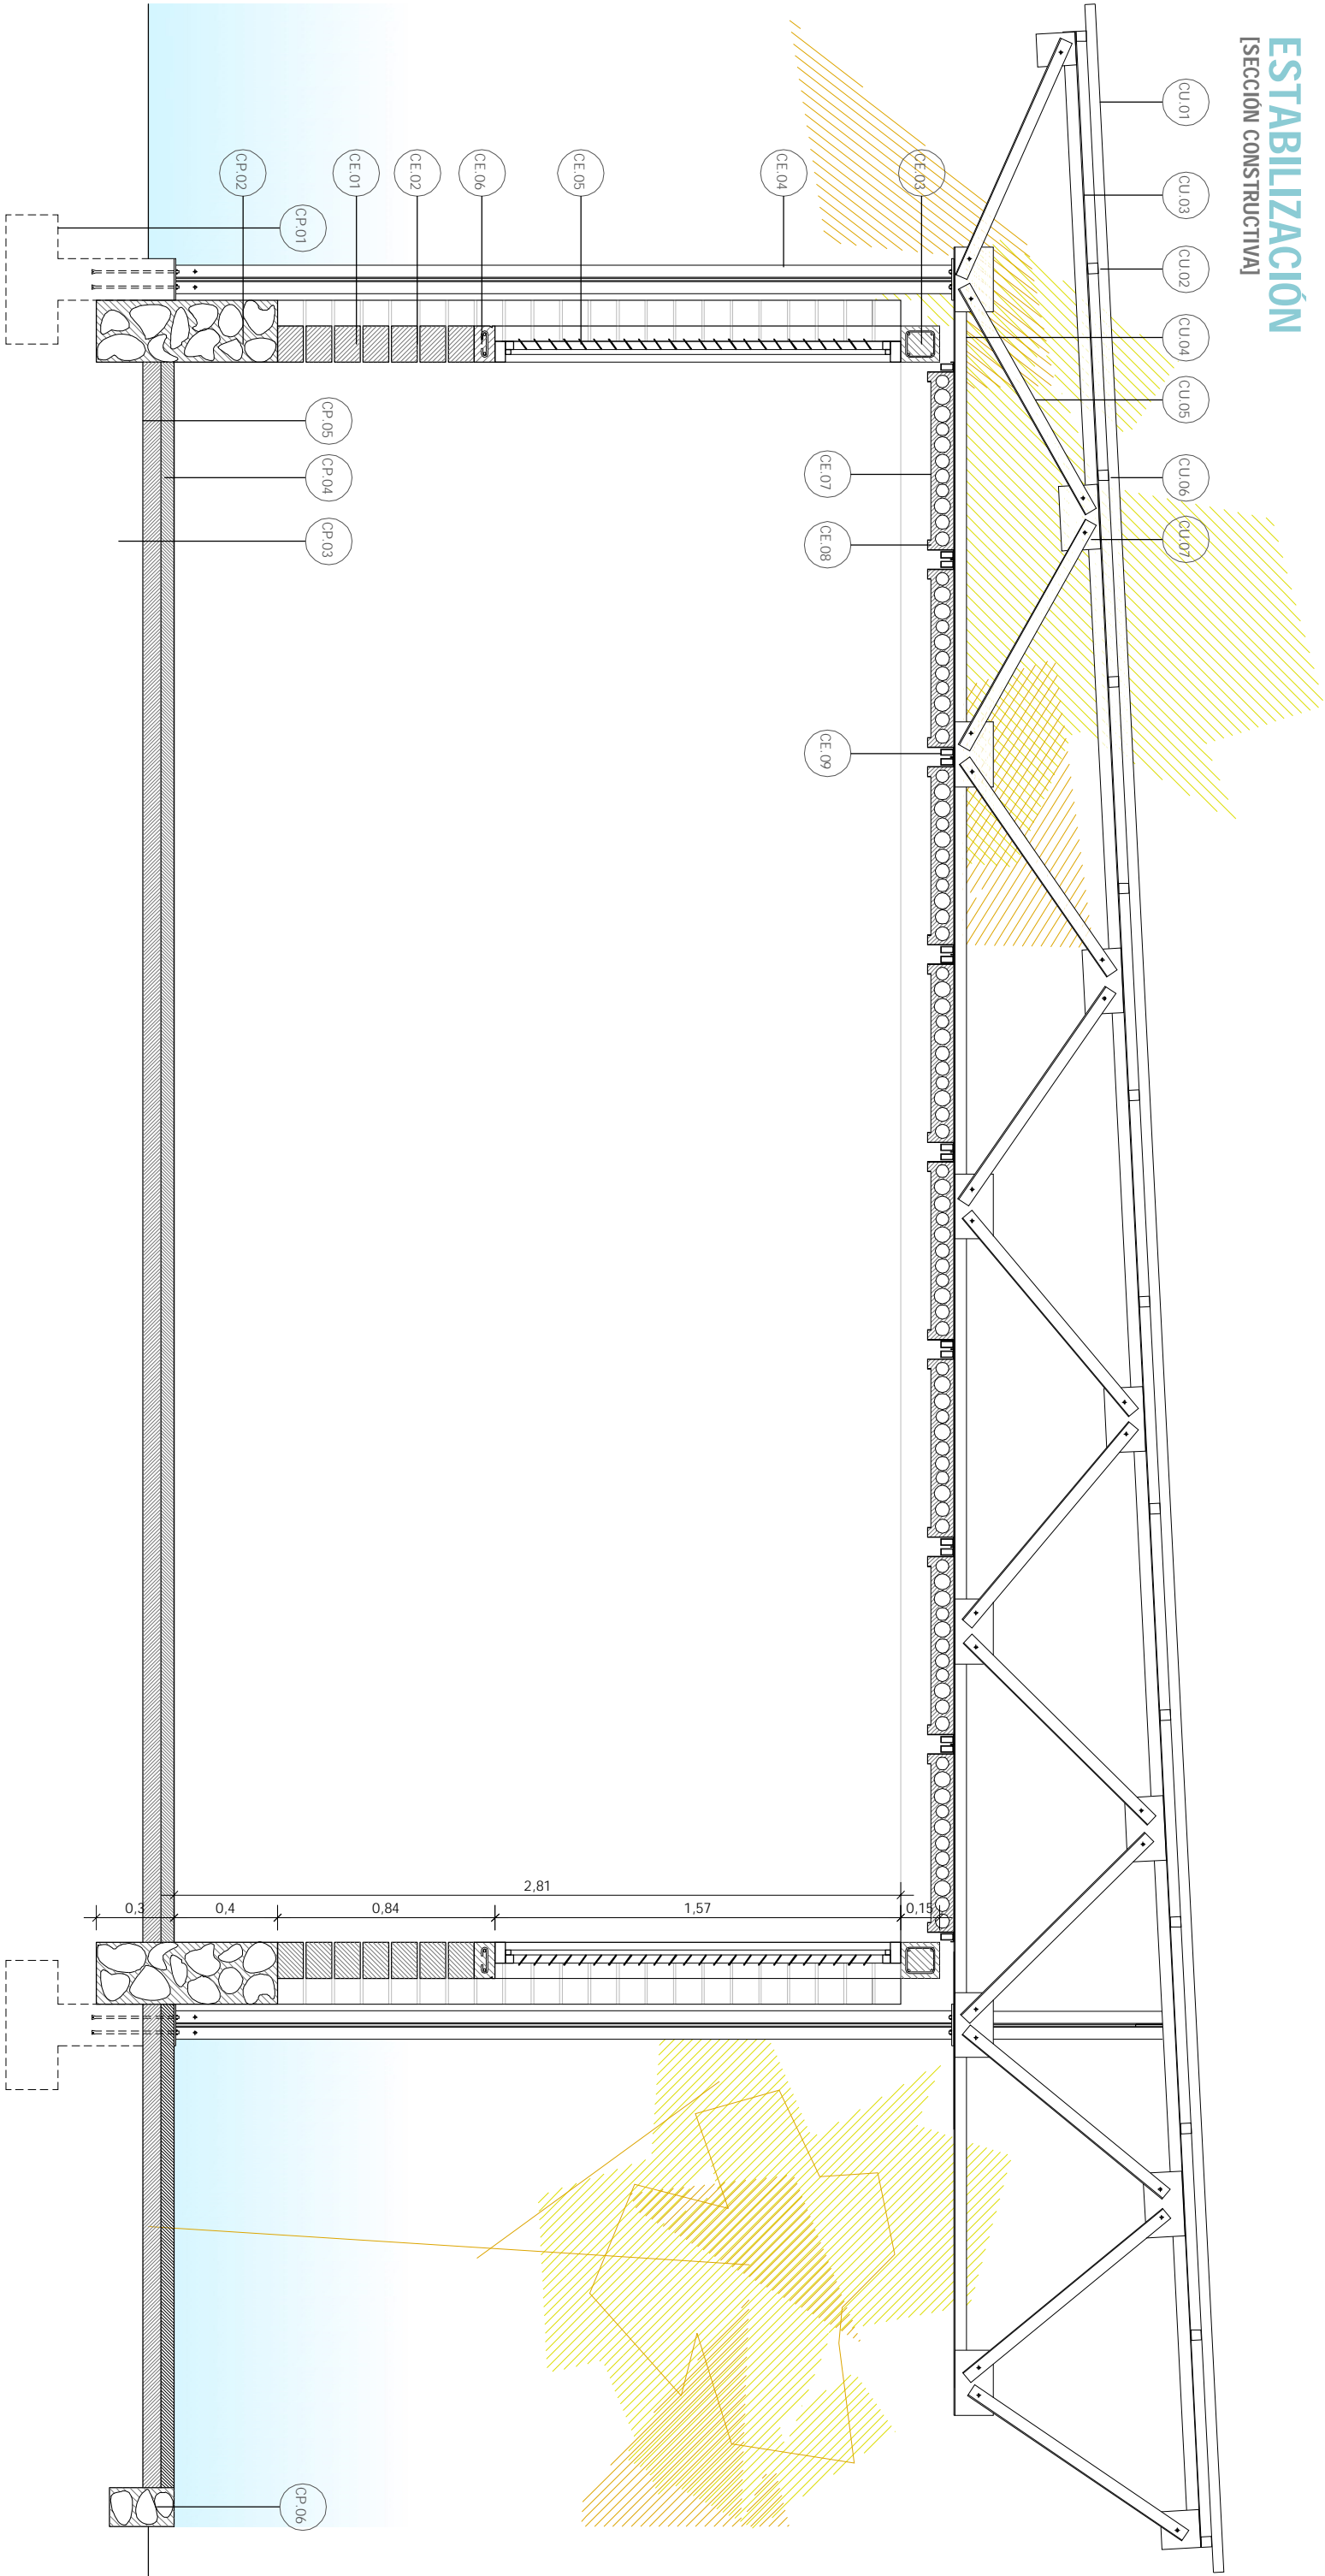 ESTABILIZACIÓN
[SECCIÓN CONSTRUCTIVA]
CU.01
CU.03
CU.02
CU.04
CU.05
CU.06
CU.07
CE.03
CE.04
CE.05
CE.06
CE.02
CE.01
CP.02
CP.01
CE.07
CE.08
CE.09
CP.05
CP.04
CP.03
2,81
0,3
0,4
0,84
1,57
0,15
CP.06